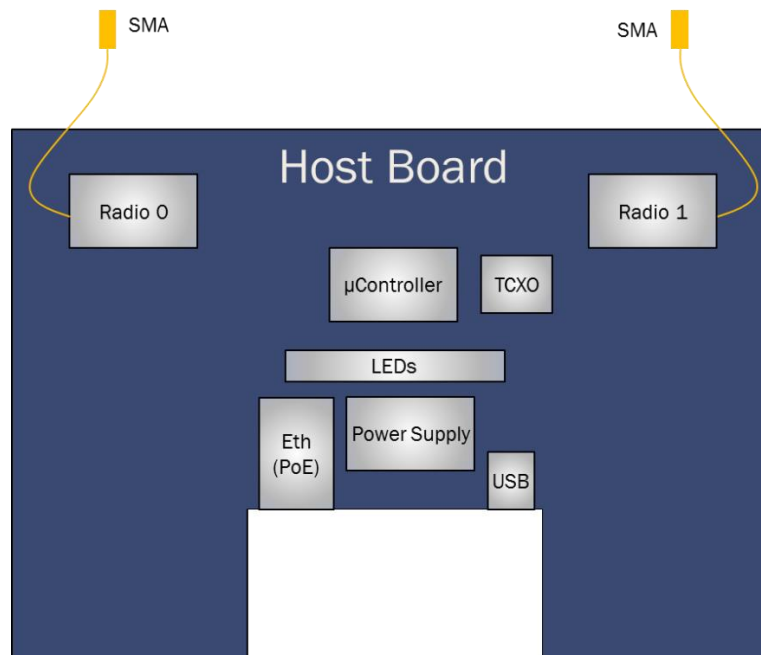 SMA
SMA
Host Board
Radio 0
Radio 1
µController
TCXO
LEDs
Eth
(PoE)
Power Supply
USB